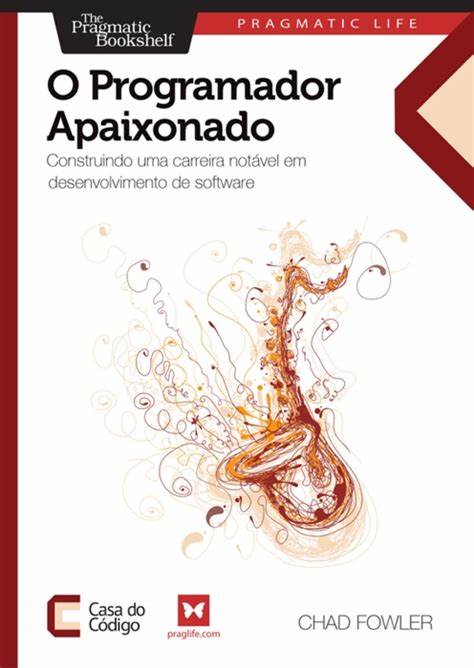 The
Pragmatic
Bookshelf
PRAGMATIC LIFE
O Programador
Apaixonado
Construindo uma carreira notável em
desenvolvimento de software
Casa do
Código
praglife.com
CHAD FOWLER